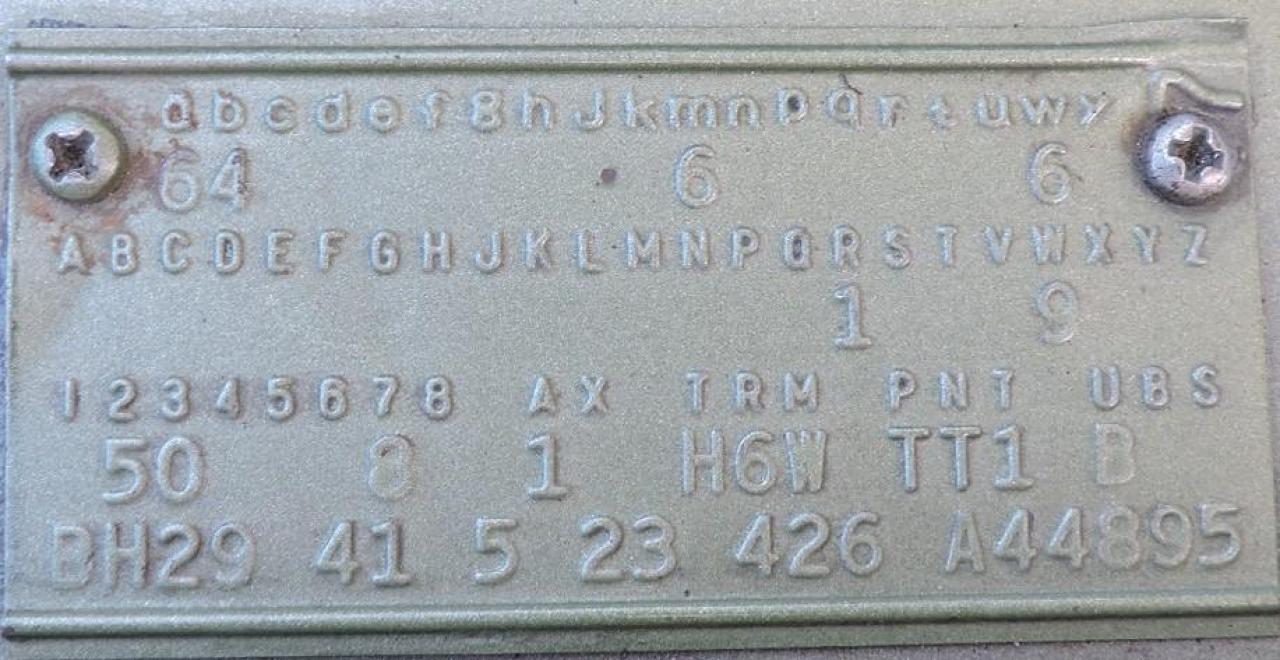 abcdefghJkmnpqrtuwxy
64 6 6
ABCDEFGHJKLMNPQRSTVWXYZ
1 9
12345678 AX TRM PNT UBS
50 8 1 H6W TT1 B
BH29 41 5 23 426 A44895